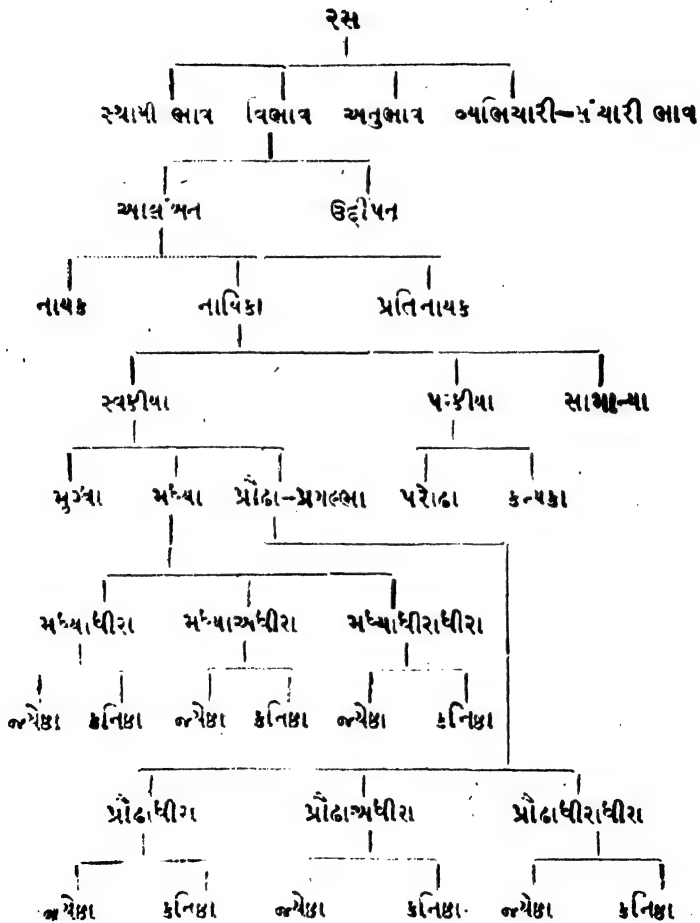 રસ
સ્થાયી ભાવ વિભાવ અનુભાવ વ્યભિચારી-સંચારી ભાવ
આલંબન ઉદ્દીપન
નાયક નાયિકા પ્રતિનાયક
સ્વકીયા પરકીયા સામાન્યા
મુગ્ધા મધ્યા પ્રૌઢા-પ્રગલ્ભા પરોઢા કન્યકા
મધ્યાધીરા મધ્યાઅધીરા મધ્યાધીરાધીરા
જ્યેષ્ઠા કનિષ્ઠા જ્યેષ્ઠા કનિષ્ઠા જ્યેષ્ઠા કનિષ્ઠા
પ્રૌઢાધીરા પ્રૌઢાઅધીરા પ્રૌઢાધીરાધીરા
જ્યેષ્ઠા કનિષ્ઠા જ્યેષ્ઠા કનિષ્ઠા જ્યેષ્ઠા કનિષ્ઠા